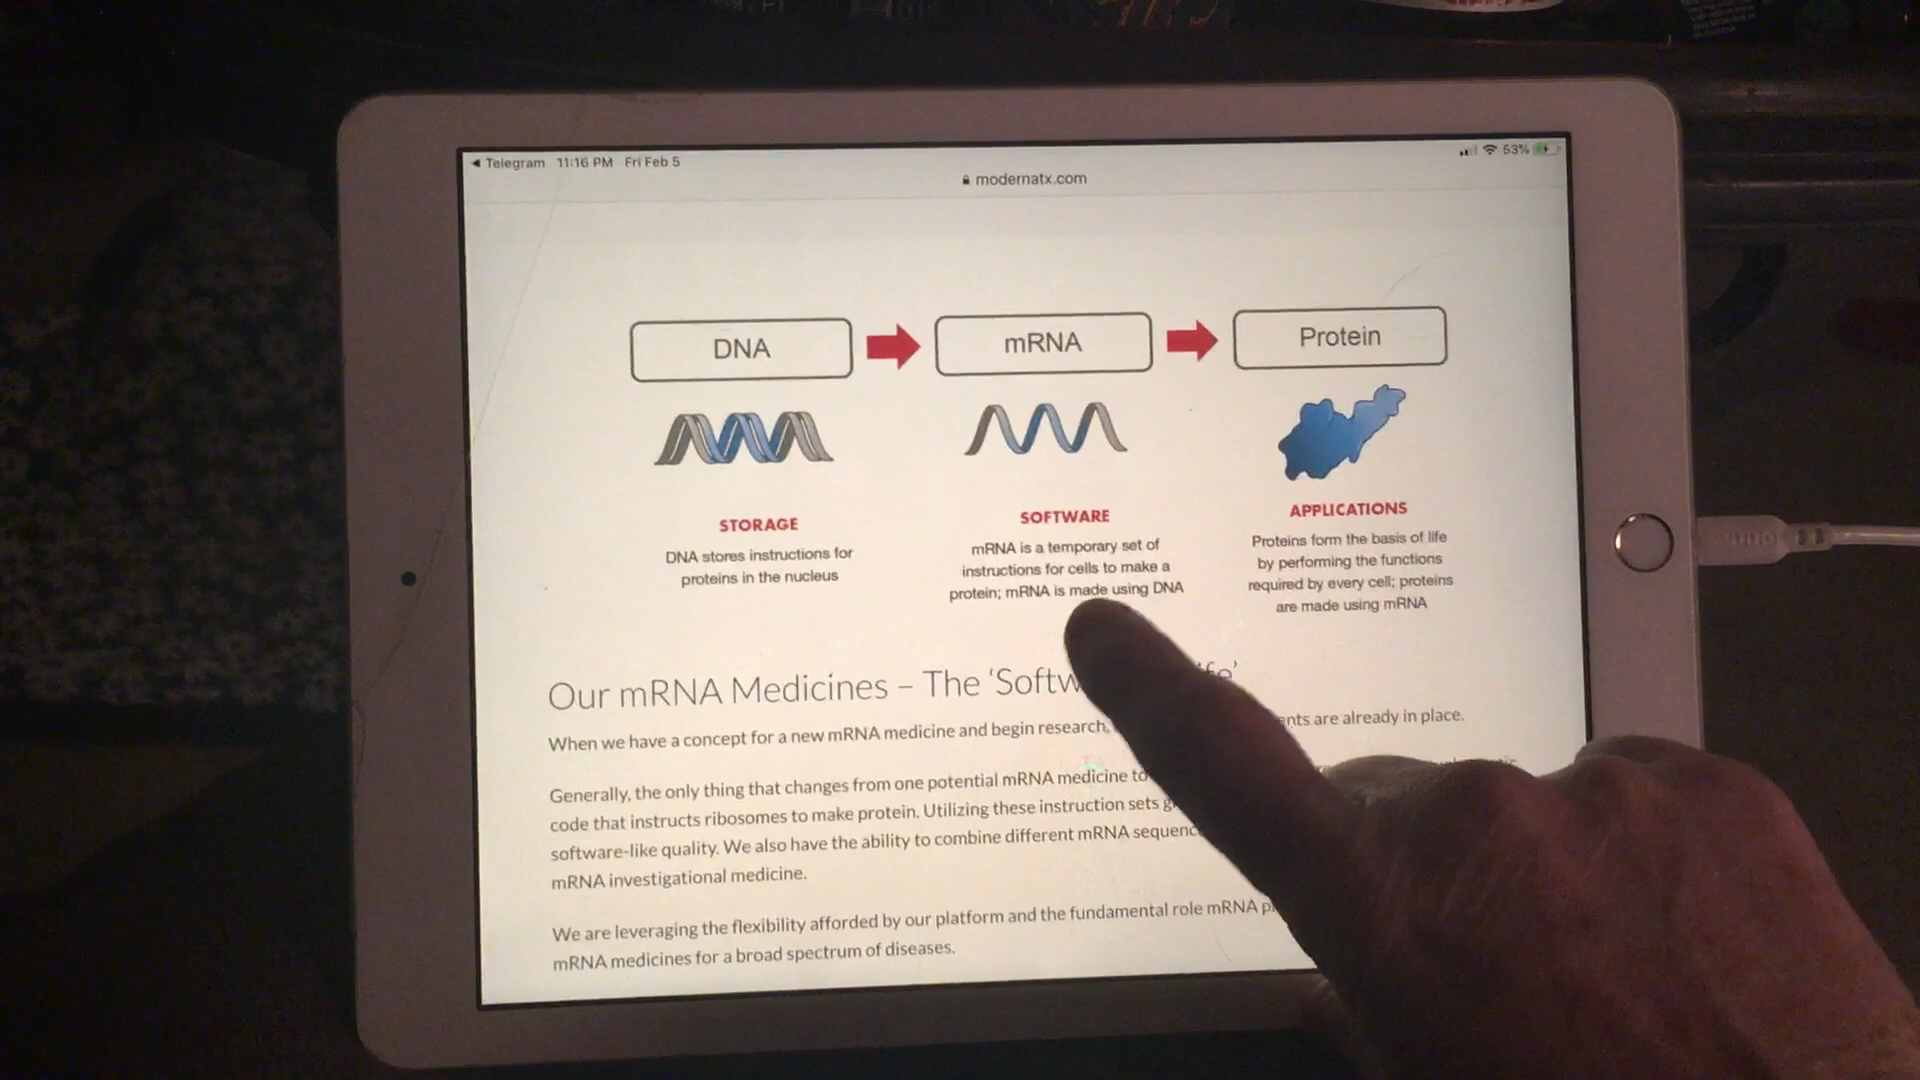 Telegram 11:16 PM Fri Feb 5
53%
modernatx.com
DNA
mRNA
Protein
STORAGE
DNA stores instructions for
proteins in the nucleus
SOFTWARE
mRNA is a temporary set of
instructions for cells to make a
protein; mRNA is made using DNA
APPLICATIONS
Proteins form the basis of life
by performing the functions
required by every cell; proteins
are made using mRNA
Our mRNA Medicines – The ‘Softw
When we have a concept for a new mRNA medicine and begin research, ents are already in place.
Generally, the only thing that changes from one potential mRNA medicine to
code that instructs ribosomes to make protein. Utilizing these instruction sets
software-like quality. We also have the ability to combine different mRNA sequenc
mRNA investigational medicine.
We are leveraging the flexibility afforded by our platform and the fundamental role mRNA
mRNA medicines for a broad spectrum of diseases.